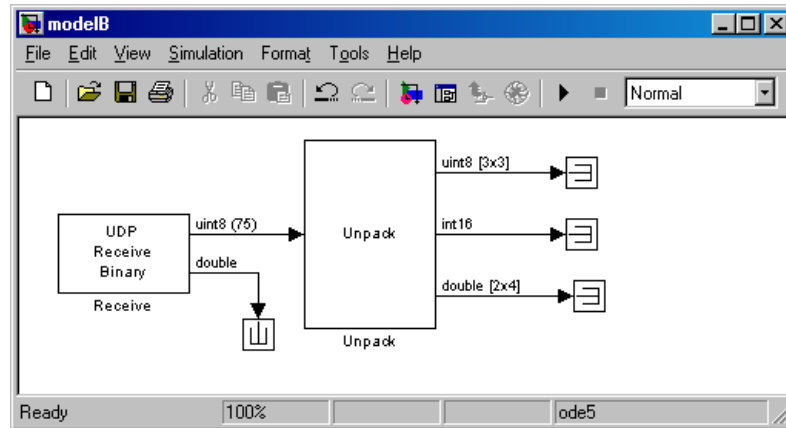 modelB
File Edit View Simulation Format Tools Help
Normal
uint8 [3x3]
UDP
Receive
Binary
uint8 (75)
Unpack
int16
double
double [2x4]
Receive
Unpack
Ready 100% ode5